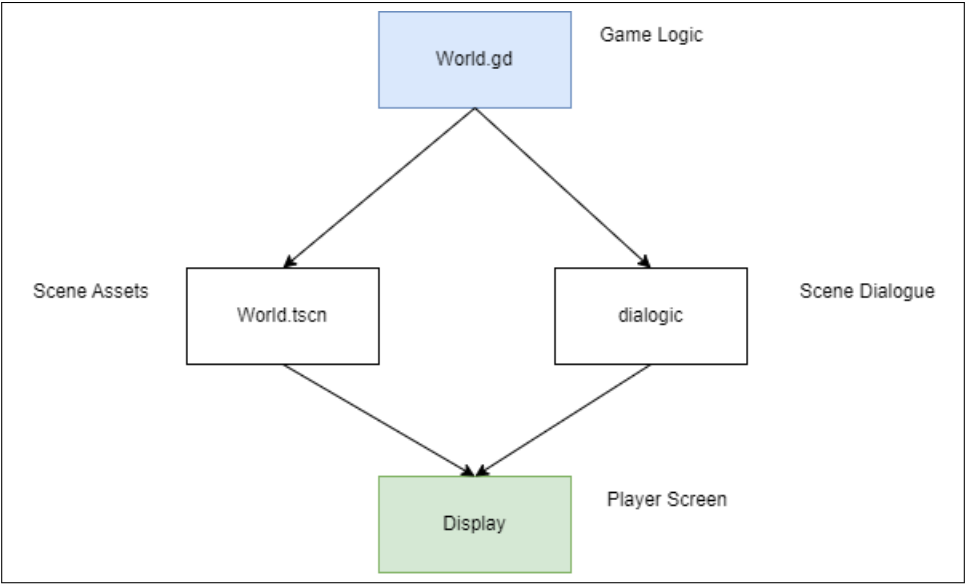 World.gd
Game Logic
Scene Assets
World.tscn
dialogic
Scene Dialogue
Display
Player Screen